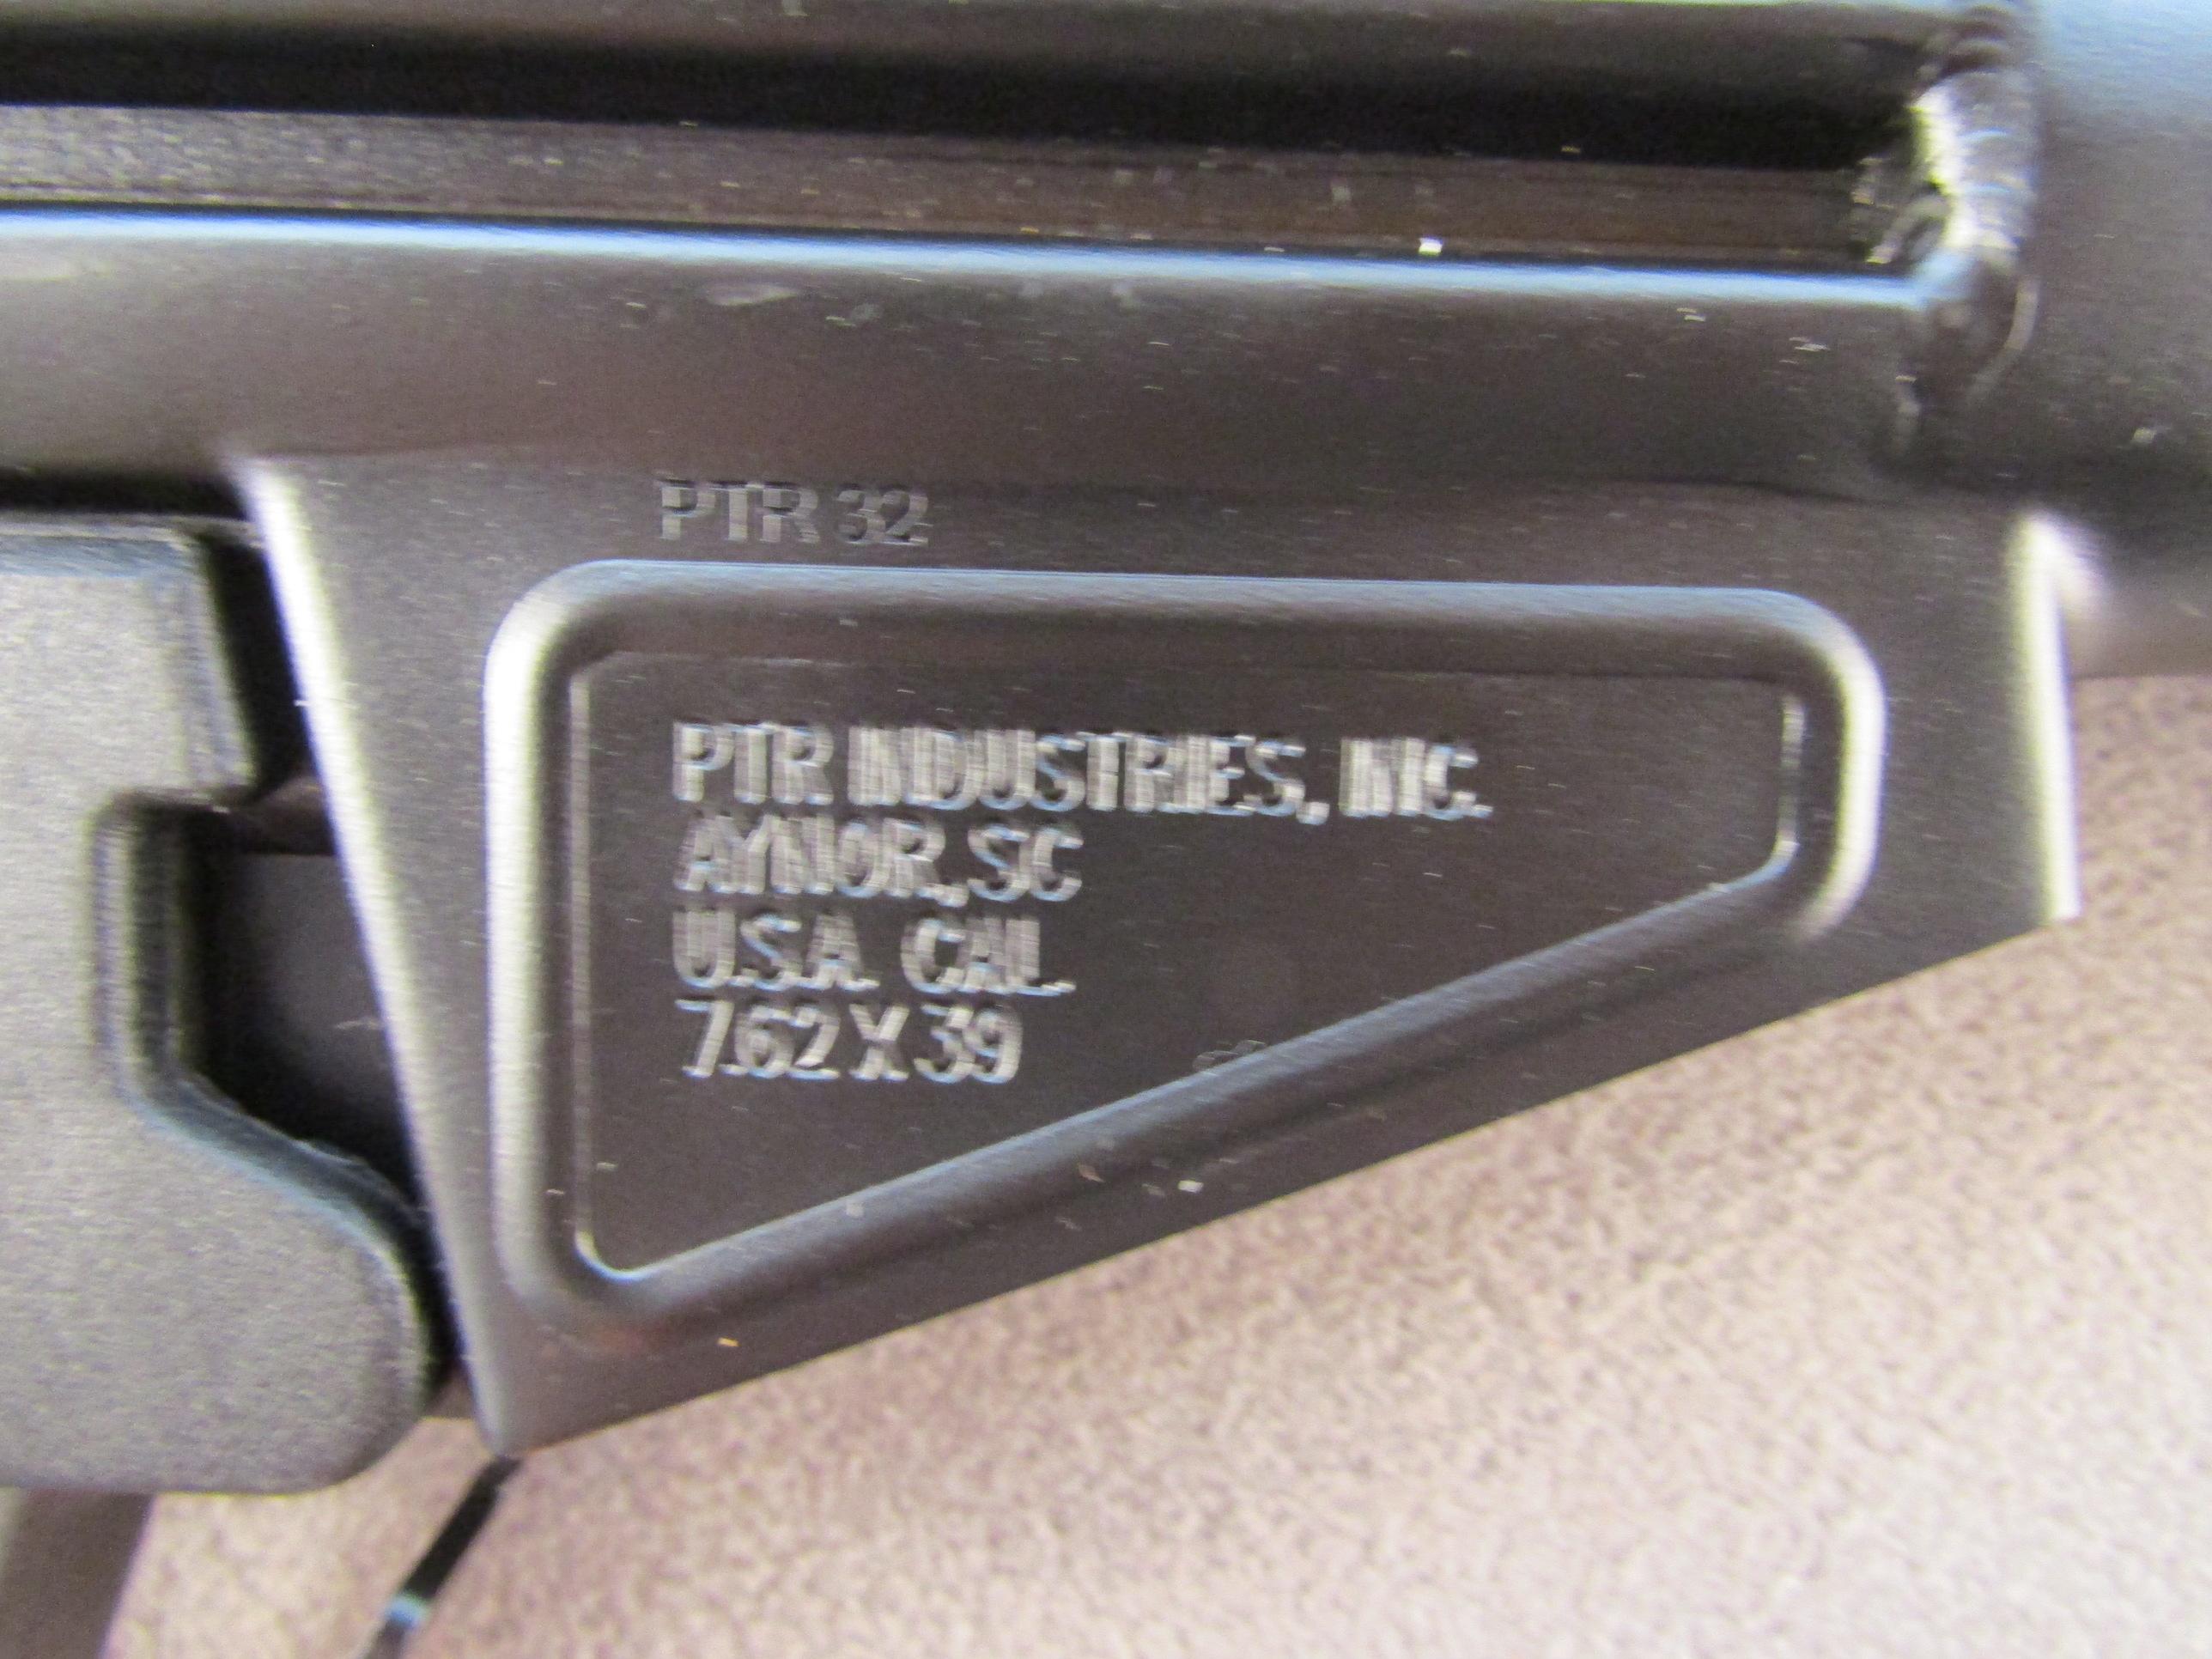 PTR 32
PTR INDUSTRIES, INC.
AYNOR, SC
U.S.A. CAL.
7.62 X 39